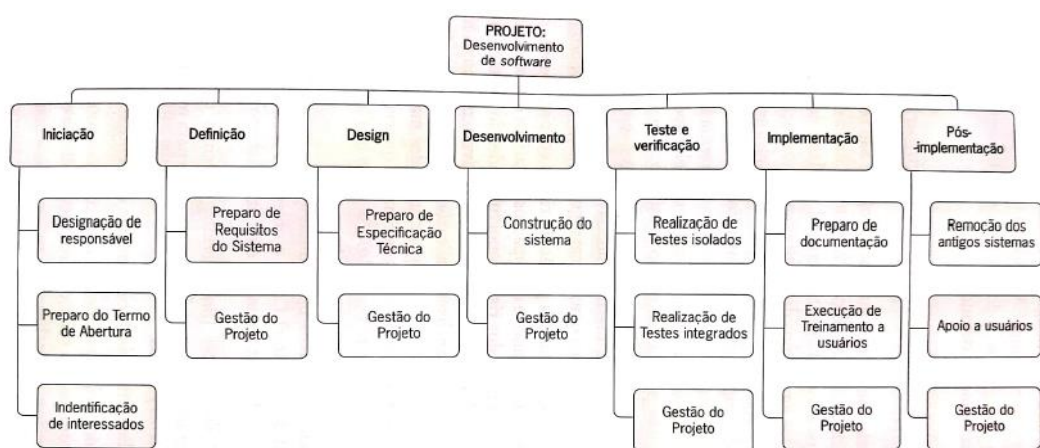 PROJETO:
Desenvolvimento
de software
Iniciação
Definição
Design
Desenvolvimento
Teste e
verificação
Implementação
Pós-
-implementação
Designação de
responsável
Preparo do Termo
de Abertura
Indentificação
de interessados
Preparo de
Requisitos
do Sistema
Gestão do
Projeto
Preparo de
Especificação
Técnica
Gestão do
Projeto
Construção do
sistema
Gestão do
Projeto
Realização de
Testes isolados
Realização de
Testes integrados
Gestão do
Projeto
Preparo de
documentação
Execução de
Treinamento a
usuários
Gestão do
Projeto
Remoção dos
antigos sistemas
Apoio a usuários
Gestão do
Projeto